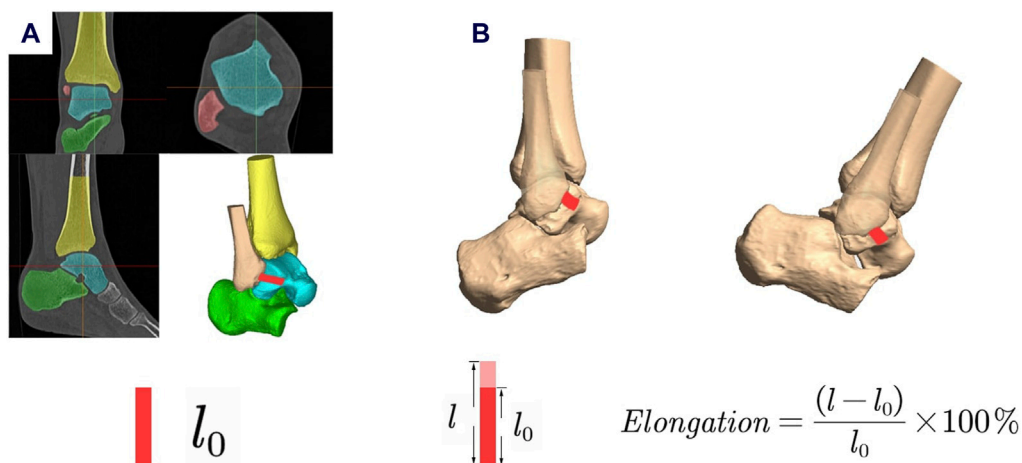 A
B
l₀
l
l₀
Elongation = (l − l₀) / l₀ × 100%